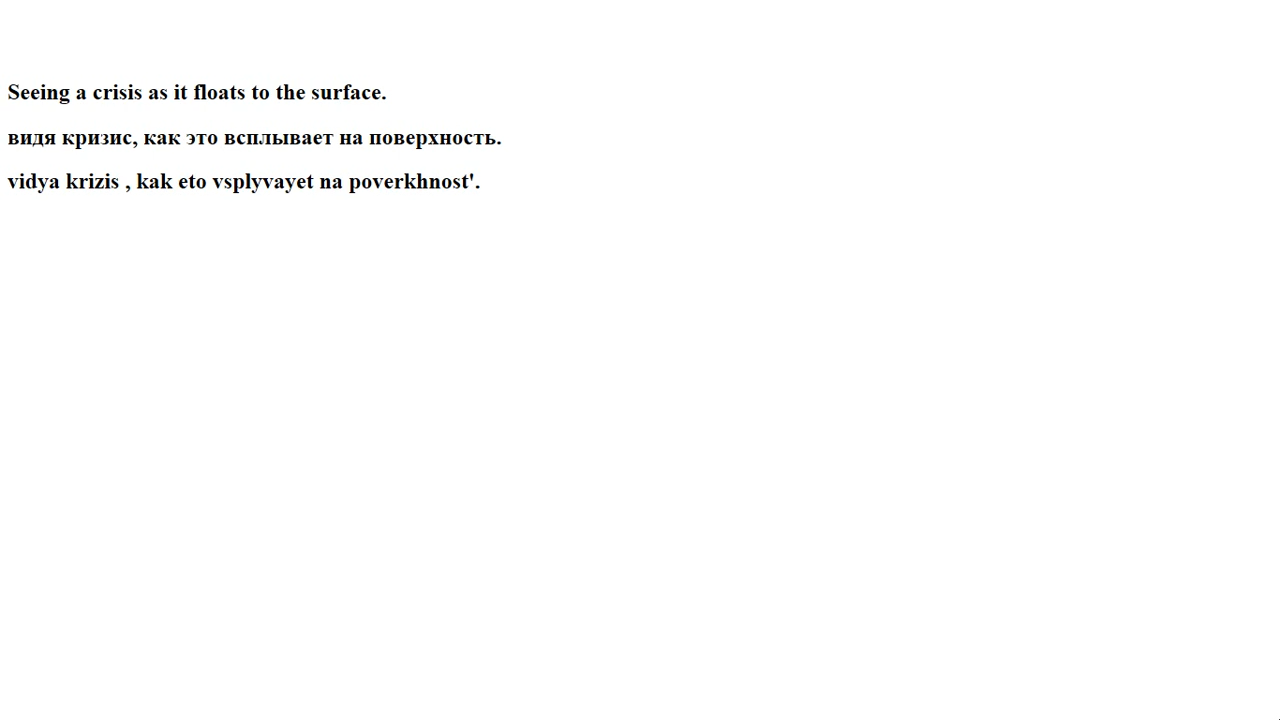 Seeing a crisis as it floats to the surface.
видя кризис, как это всплывает на поверхность.
vidya krizis , kak eto vsplyvayet na poverkhnost'.